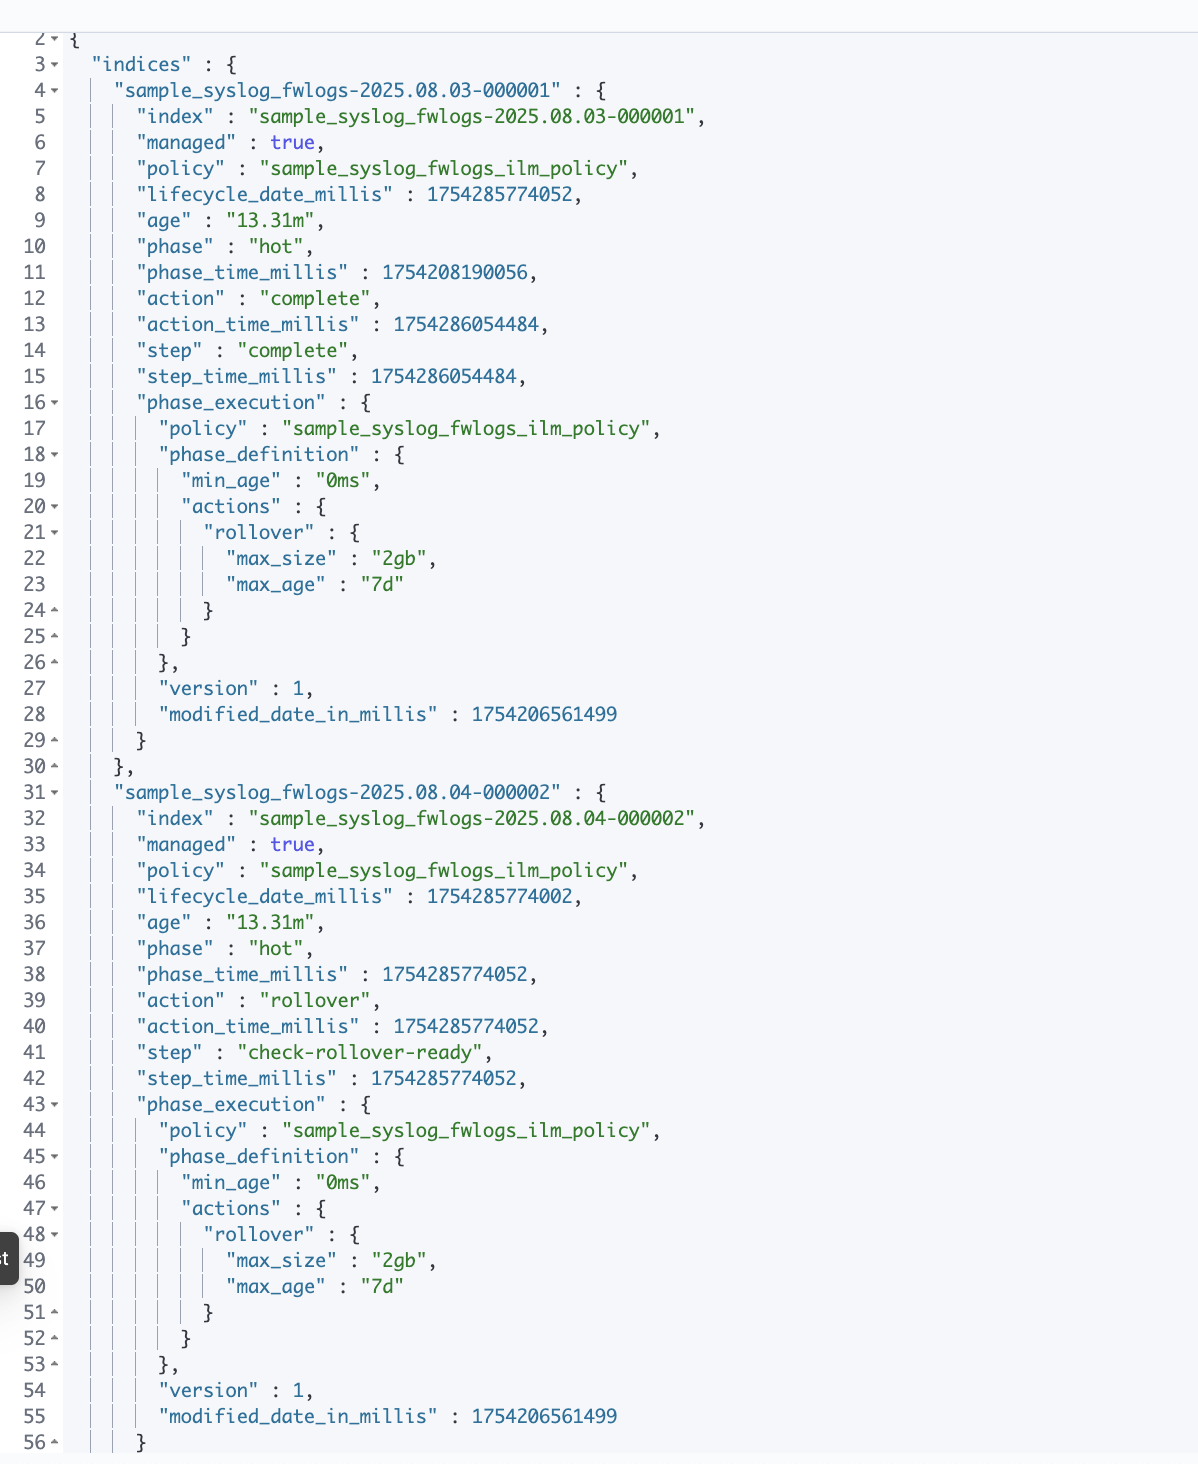 2 {
3 "indices" : {
4 "sample_syslog_fwlogs-2025.08.03-000001" : {
5 "index" : "sample_syslog_fwlogs-2025.08.03-000001",
6 "managed" : true,
7 "policy" : "sample_syslog_fwlogs_ilm_policy",
8 "lifecycle_date_millis" : 1754285774052,
9 "age" : "13.31m",
10 "phase" : "hot",
11 "phase_time_millis" : 1754208190056,
12 "action" : "complete",
13 "action_time_millis" : 1754286054484,
14 "step" : "complete",
15 "step_time_millis" : 1754286054484,
16 "phase_execution" : {
17 "policy" : "sample_syslog_fwlogs_ilm_policy",
18 "phase_definition" : {
19 "min_age" : "0ms",
20 "actions" : {
21 "rollover" : {
22 "max_size" : "2gb",
23 "max_age" : "7d"
24 }
25 }
26 },
27 "version" : 1,
28 "modified_date_in_millis" : 1754206561499
29 }
30 },
31 "sample_syslog_fwlogs-2025.08.04-000002" : {
32 "index" : "sample_syslog_fwlogs-2025.08.04-000002",
33 "managed" : true,
34 "policy" : "sample_syslog_fwlogs_ilm_policy",
35 "lifecycle_date_millis" : 1754285774002,
36 "age" : "13.31m",
37 "phase" : "hot",
38 "phase_time_millis" : 1754285774052,
39 "action" : "rollover",
40 "action_time_millis" : 1754285774052,
41 "step" : "check-rollover-ready",
42 "step_time_millis" : 1754285774052,
43 "phase_execution" : {
44 "policy" : "sample_syslog_fwlogs_ilm_policy",
45 "phase_definition" : {
46 "min_age" : "0ms",
47 "actions" : {
48 "rollover" : {
49 "max_size" : "2gb",
50 "max_age" : "7d"
51 }
52 }
53 },
54 "version" : 1,
55 "modified_date_in_millis" : 1754206561499
56 }